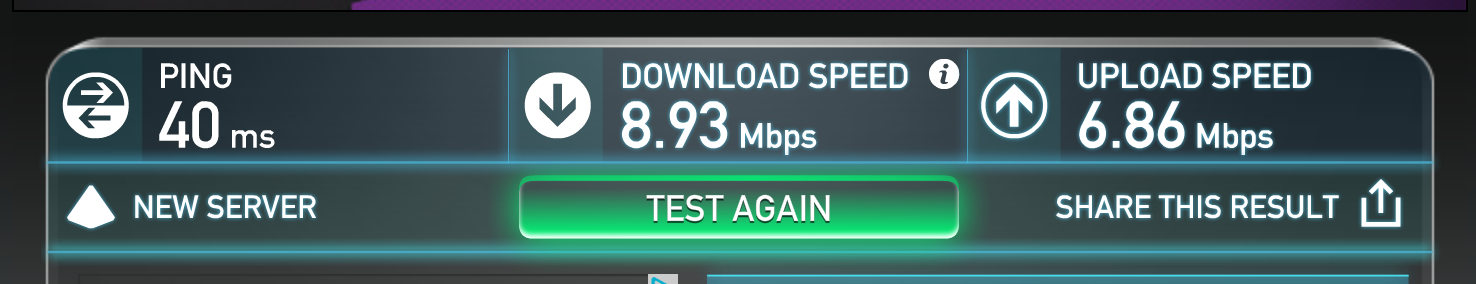 PING
40 ms
DOWNLOAD SPEED i
8.93 Mbps
UPLOAD SPEED
6.86 Mbps
NEW SERVER
TEST AGAIN
SHARE THIS RESULT